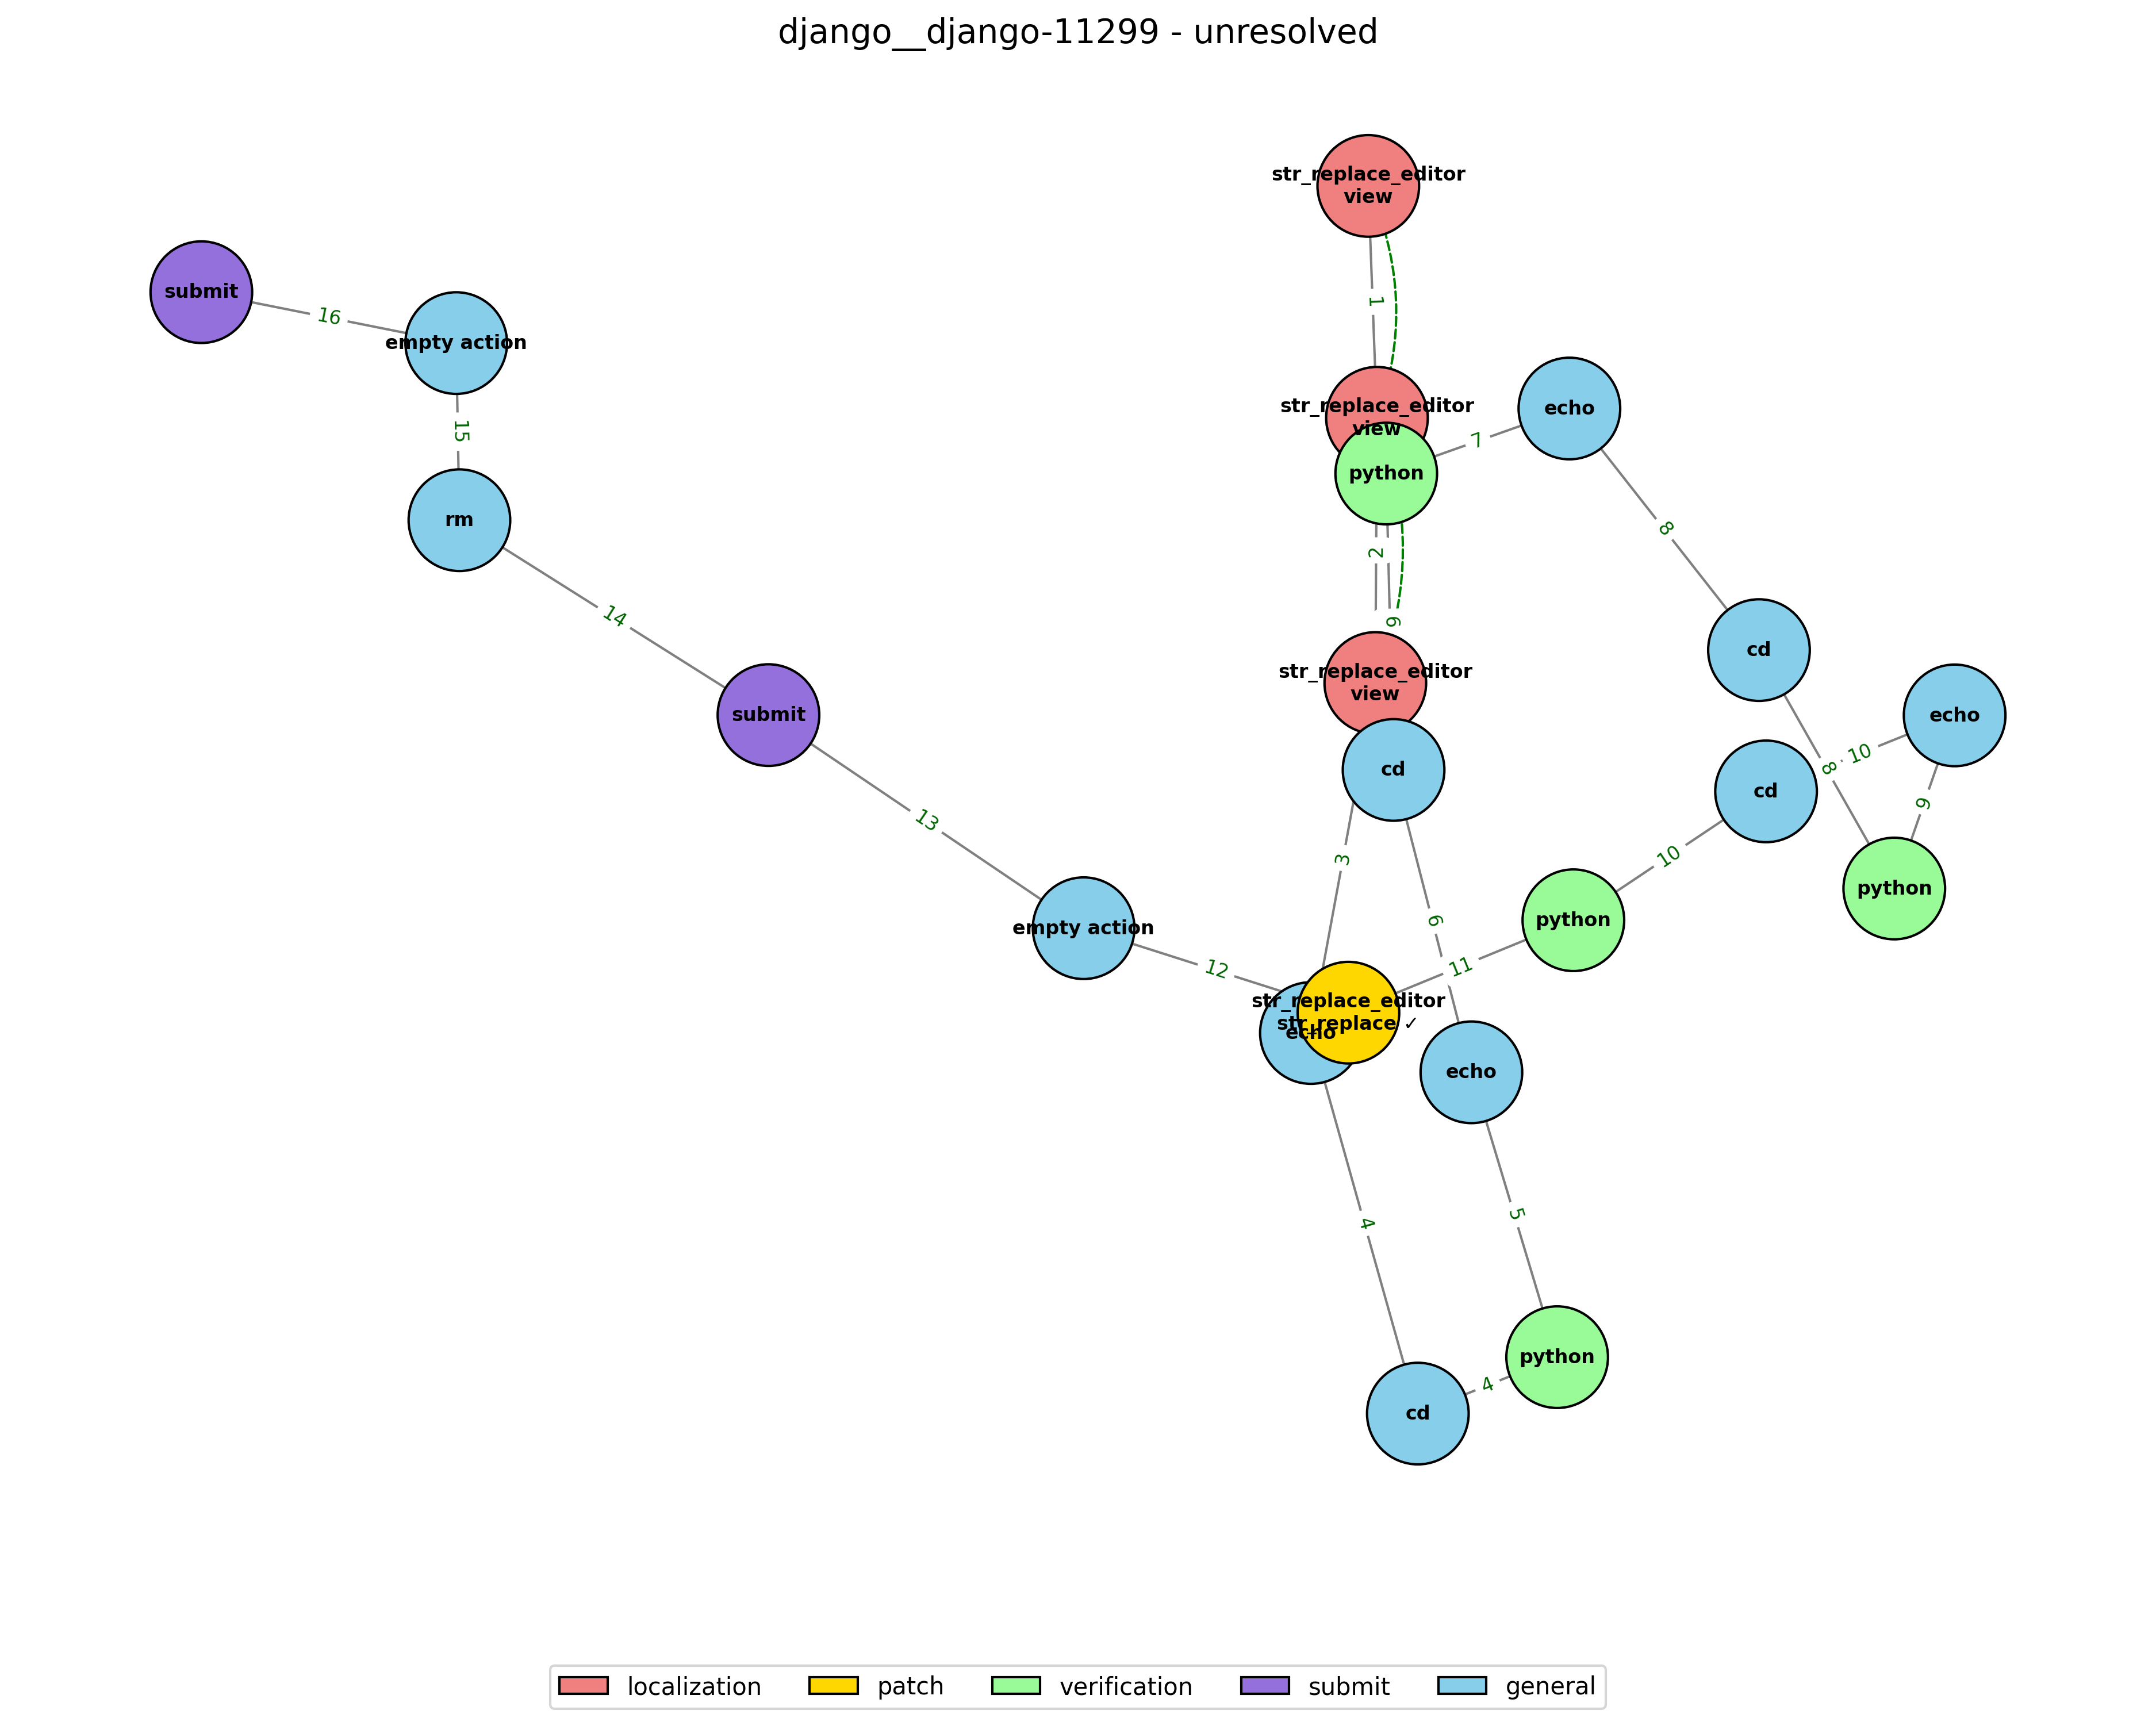 django__django-11299 - unresolved
str_replace_editor
view
submit
16
empty action
1
str_replace_editor
view
echo
7
python
15
rm
8
2
14
6
cd
str_replace_editor
view
submit
echo
10
8
cd
cd
9
13
3
10
python
python
6
empty action
12
11
str_replace_editor
str_replace ✓
echo
echo
5
4
python
4
cd
localization
patch
verification
submit
general